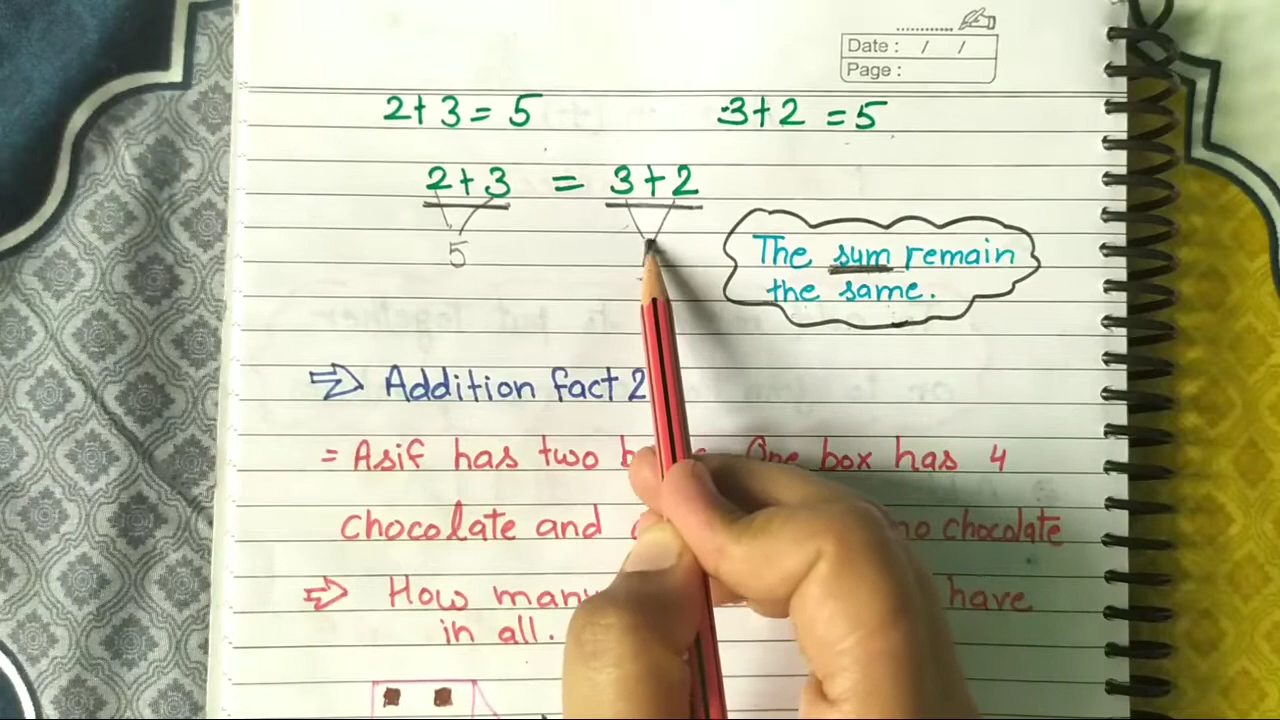 Date : / /
Page :
2+3=5 3+2=5
2+3 = 3+2
5
The sum remain
the same.
⇒ Addition fact 2
= Asif has two One box has 4
chocolate and no chocolate
⇒ How many have
in all.